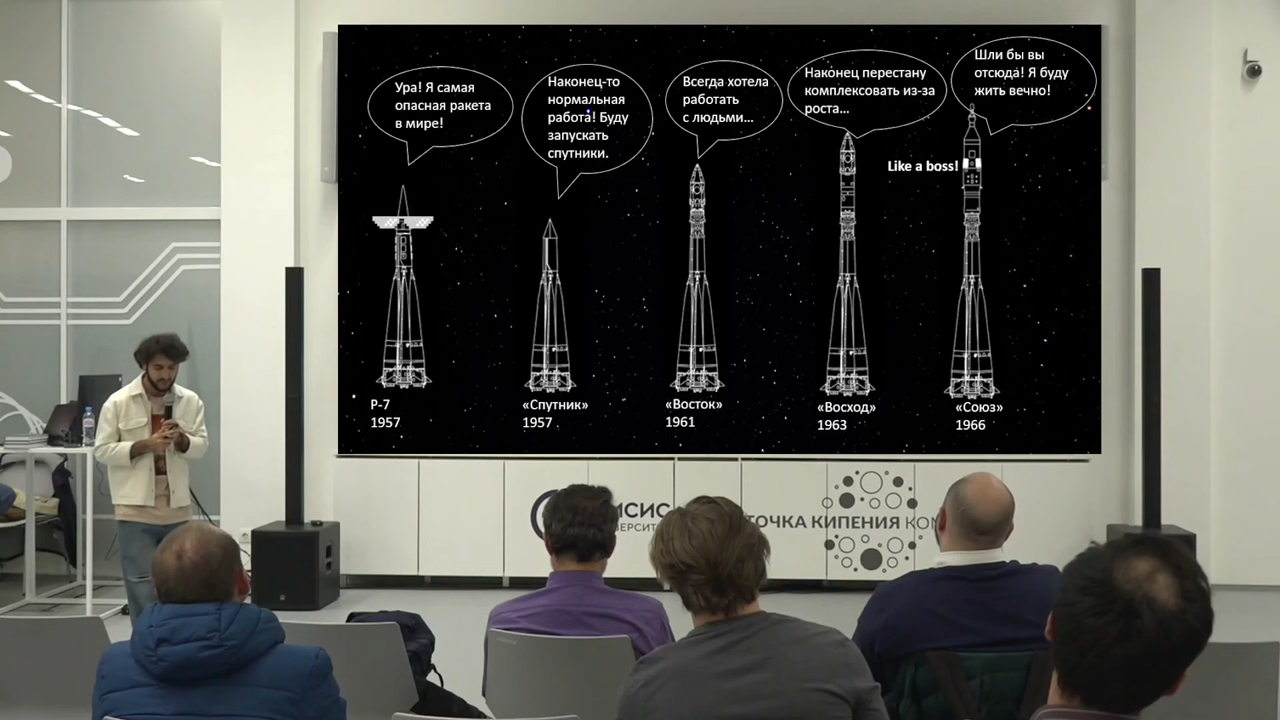 Ура! Я самая
опасная ракета
в мире!
Наконец-то
нормальная
работа! Буду
запускать
спутники.
Всегда хотела
работать
с людьми...
Наконец перестану
комплексовать из-за
роста...
Шли бы вы
отсюда! Я буду
жить вечно!
Like a boss!
Р-7
1957
«Спутник»
1957
«Восток»
1961
«Восход»
1963
«Союз»
1966
ТОЧКА КИПЕНИЯ